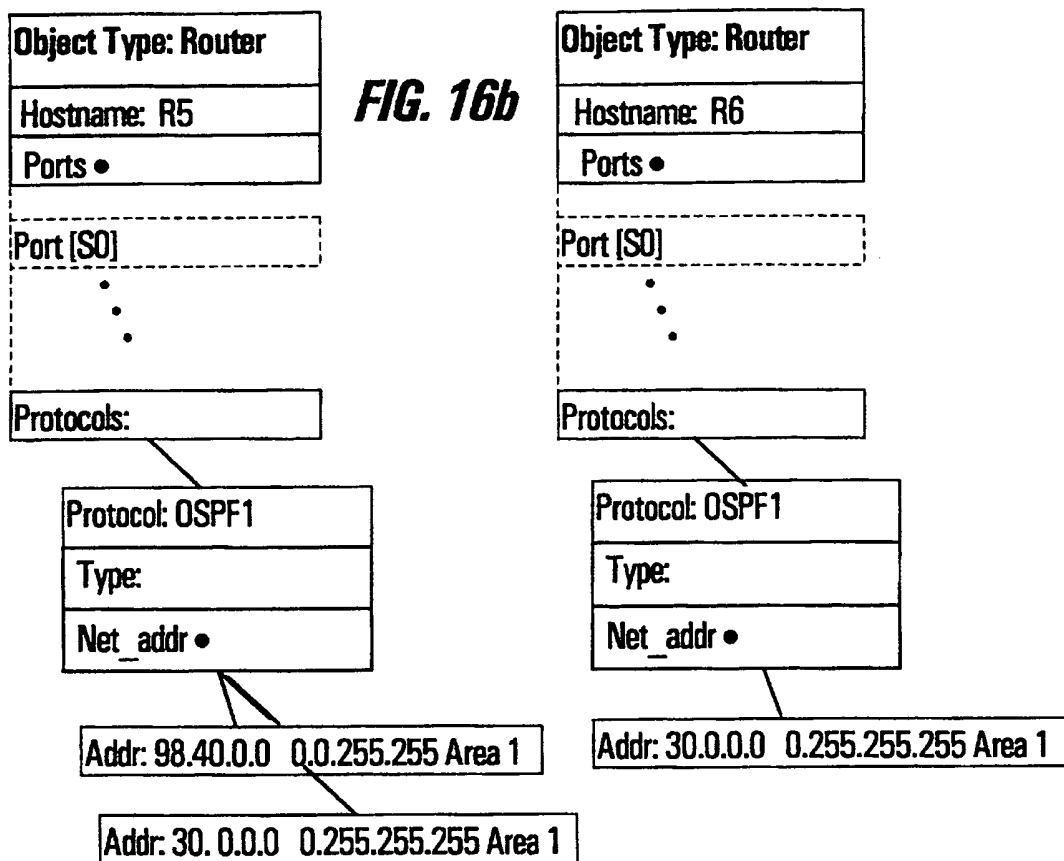 Object Type: Router
Hostname: R5
Ports •
Port [S0]
Protocols:
Protocol: OSPF1
Type:
Net_addr •
Addr: 98.40.0.0 0.0.255.255 Area 1
Addr: 30. 0.0.0 0.255.255.255 Area 1
FIG. 16b
Object Type: Router
Hostname: R6
Ports •
Port [S0]
Protocols:
Protocol: OSPF1
Type:
Net_addr •
Addr: 30.0.0.0 0.255.255.255 Area 1